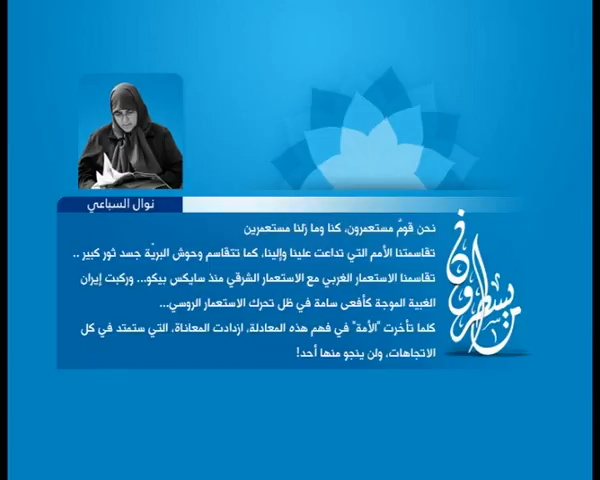 نوال السباعي
نحن قومٌ مستعمرون، كنا وما زلنا مستعمرين
تقاسمتنا الأمم التي تداعت علينا وإلينا، كما تتقاسم وحوش البريّة جسد ثور كبير ..
تقاسمنا الاستعمار الغربي مع الاستعمار الشرقي منذ سايكس بيكو... وركبت إيران
الغبية الموجة كأفعى سامة في ظل تحرك الاستعمار الروسي...
كلما تأخرت "الأمة" في فهم هذه المعادلة، ازدادت المعاناة، التي ستمتد في كل
الاتجاهات، ولن ينجو منها أحد!